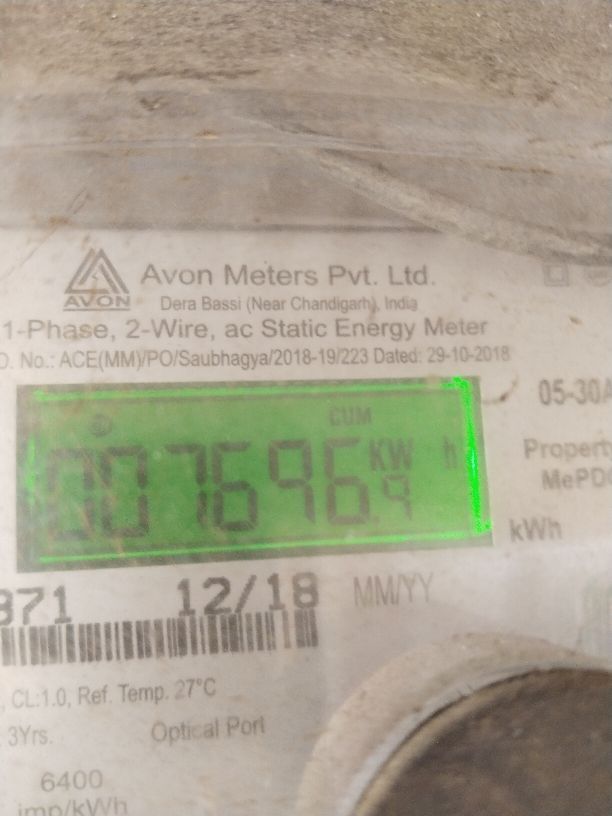 Avon Meters Pvt. Ltd.
AVON
Dera Bassi (Near Chandigarh), India
1-Phase, 2-Wire, ac Static Energy Meter
O. No.: ACE(MM)/PO/Saubhagya/2018-19/223 Dated: 29-10-2018
05-30A
CUM
007696.9 KW h
Property
MePDC
kWh
371 12/18 MM/YY
, CL:1.0, Ref. Temp. 27°C
3Yrs. Optical Port
6400
imp/kWh